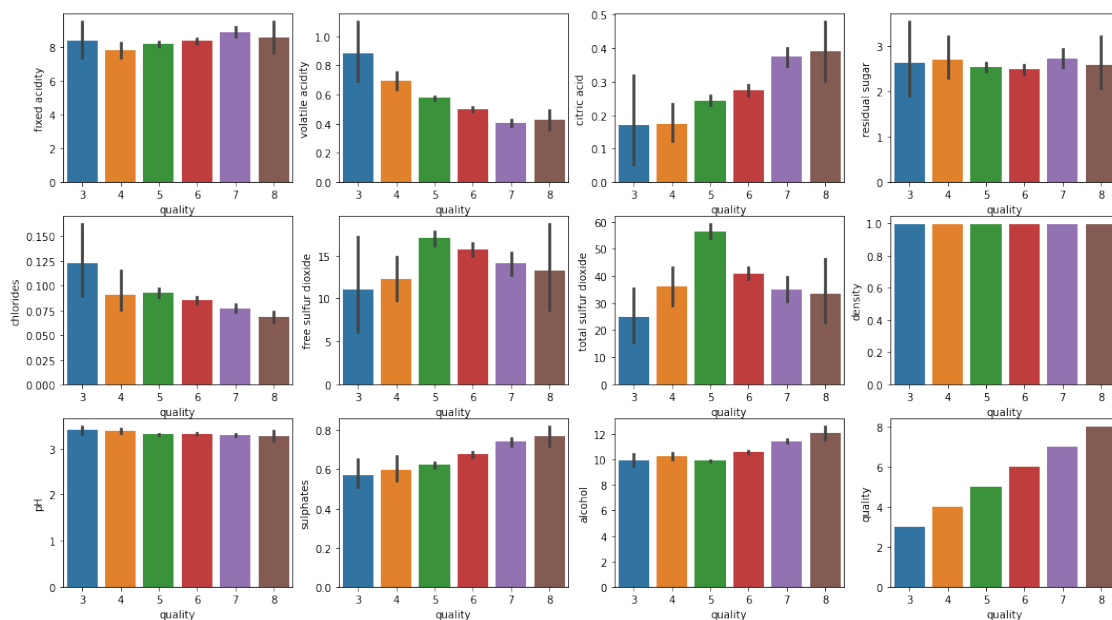 fixed acidity
8
6
4
2
0
3 4 5 6 7 8
quality
volatile acidity
1.0
0.8
0.6
0.4
0.2
0.0
3 4 5 6 7 8
quality
citric acid
0.5
0.4
0.3
0.2
0.1
0.0
3 4 5 6 7 8
quality
residual sugar
3
2
1
0
3 4 5 6 7 8
quality
chlorides
0.150
0.125
0.100
0.075
0.050
0.025
0.000
3 4 5 6 7 8
quality
free sulfur dioxide
15
10
5
0
3 4 5 6 7 8
quality
total sulfur dioxide
60
50
40
30
20
10
0
3 4 5 6 7 8
quality
density
1.0
0.8
0.6
0.4
0.2
0.0
3 4 5 6 7 8
quality
pH
3
2
1
0
3 4 5 6 7 8
quality
sulphates
0.8
0.6
0.4
0.2
0.0
3 4 5 6 7 8
quality
alcohol
12
10
8
6
4
2
0
3 4 5 6 7 8
quality
quality
8
6
4
2
0
3 4 5 6 7 8
quality